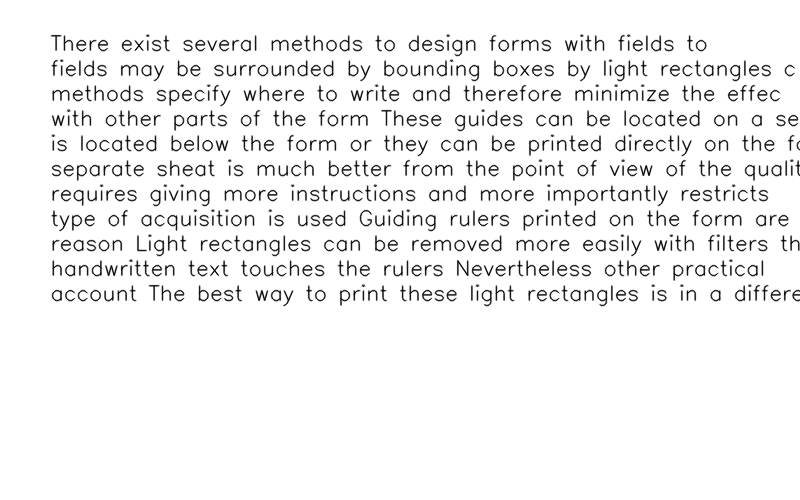 There exist several methods to design forms with fields to
fields may be surrounded by bounding boxes by light rectangles c
methods specify where to write and therefore minimize the effec
with other parts of the form These guides can be located on a se
is located below the form or they can be printed directly on the fo
separate sheat is much better from the point of view of the qualit
requires giving more instructions and more importantly restricts
type of acquisition is used Guiding rulers printed on the form are
reason Light rectangles can be removed more easily with filters th
handwritten text touches the rulers Nevertheless other practical
account The best way to print these light rectangles is in a differe